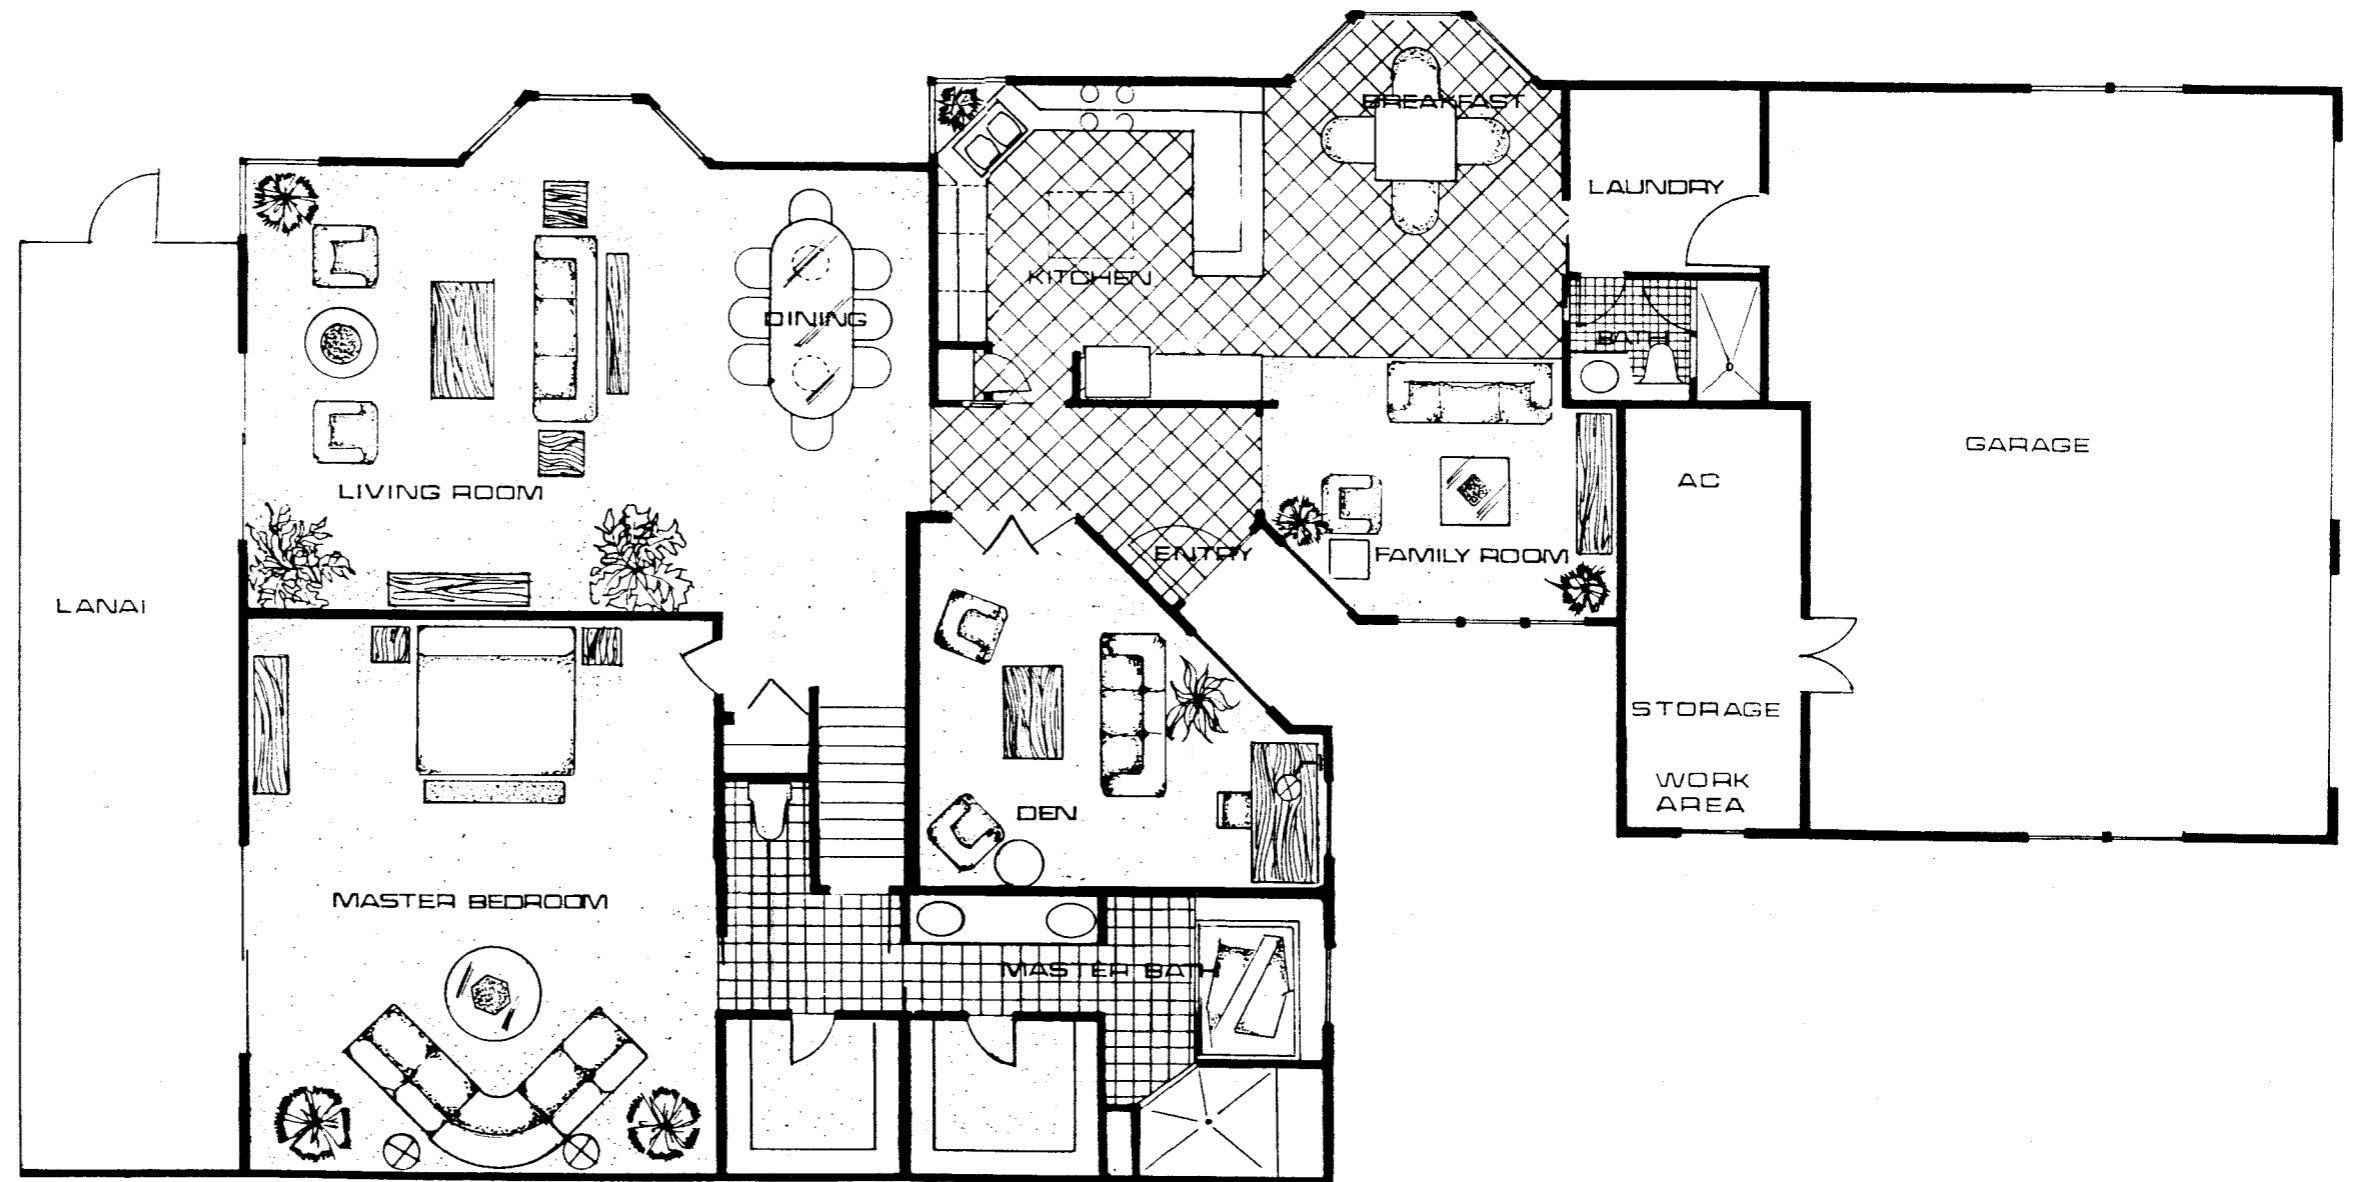 BREAKFAST
LAUNDRY
KITCHEN
DINING
BATH
GARAGE
AC
LIVING ROOM
ENTRY
FAMILY ROOM
LANAI
STORAGE
WORK
AREA
DEN
MASTER BEDROOM
MASTER BATH